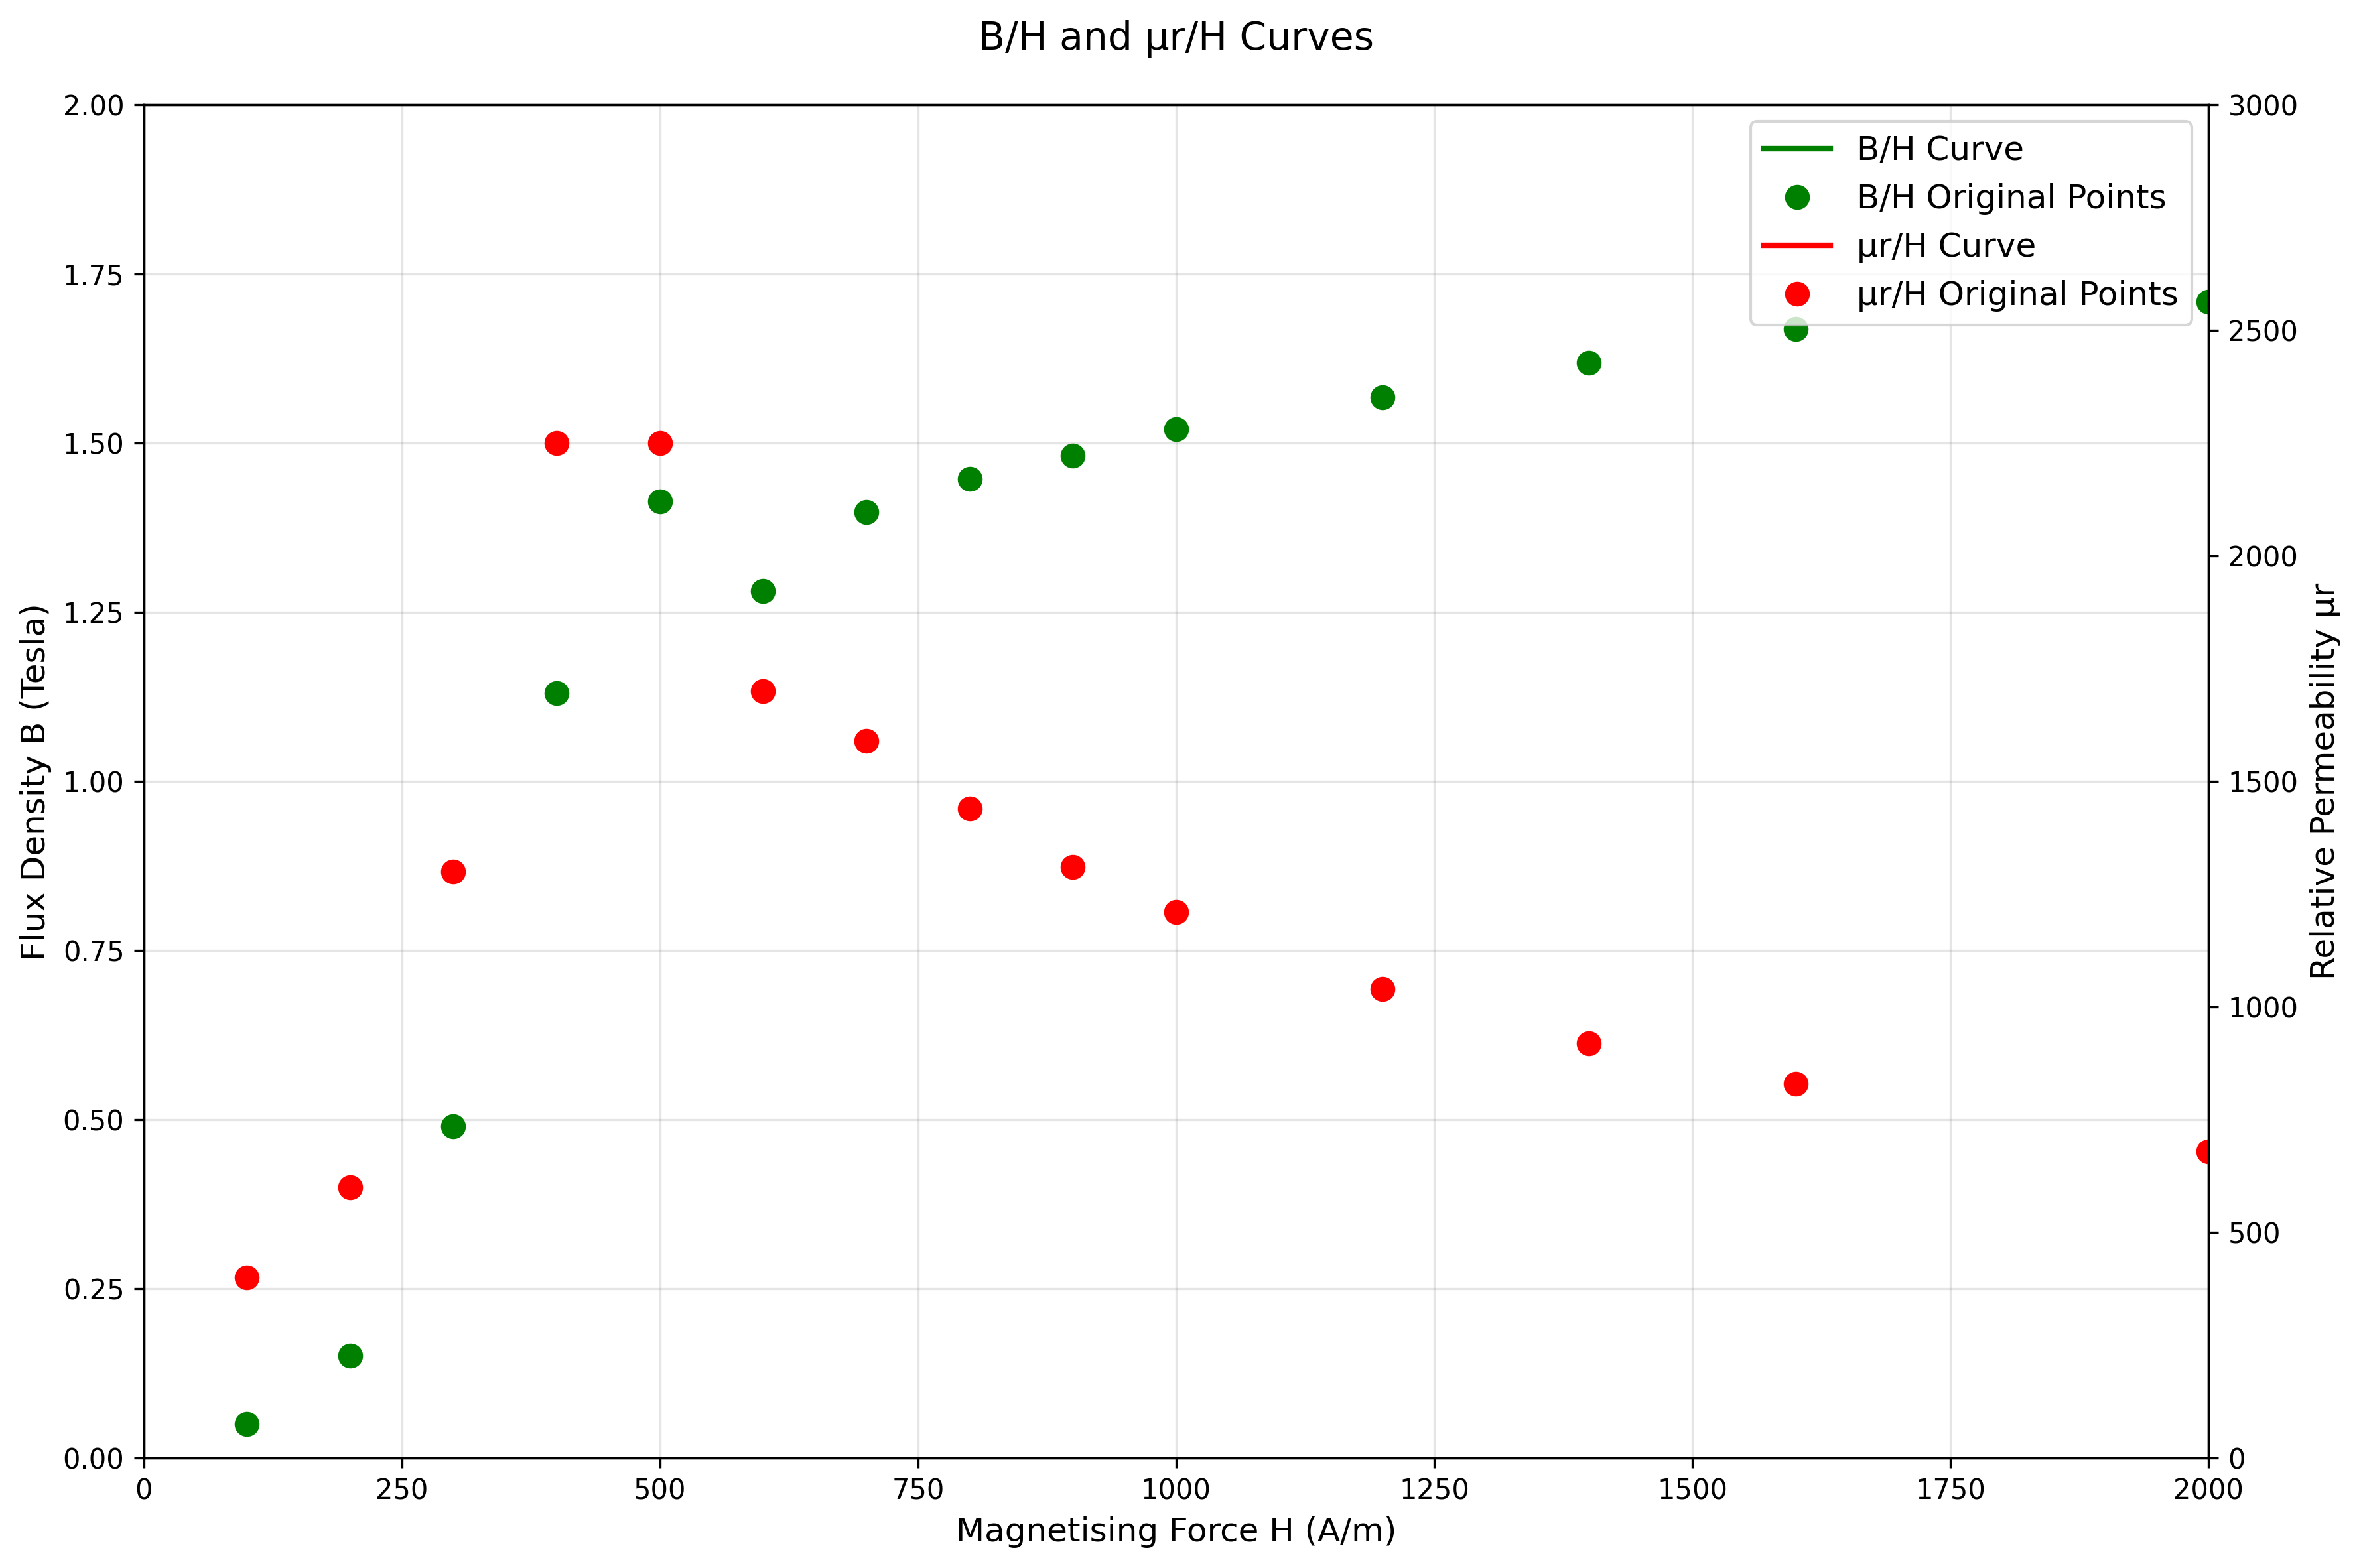 B/H and µr/H Curves
2.00
1.75
1.50
1.25
1.00
0.75
0.50
0.25
0.00
Flux Density B (Tesla)
B/H Curve
B/H Original Points
µr/H Curve
µr/H Original Points
3000
2500
2000
1500
1000
500
0
Relative Permeability µr
0 250 500 750 1000 1250 1500 1750 2000
Magnetising Force H (A/m)